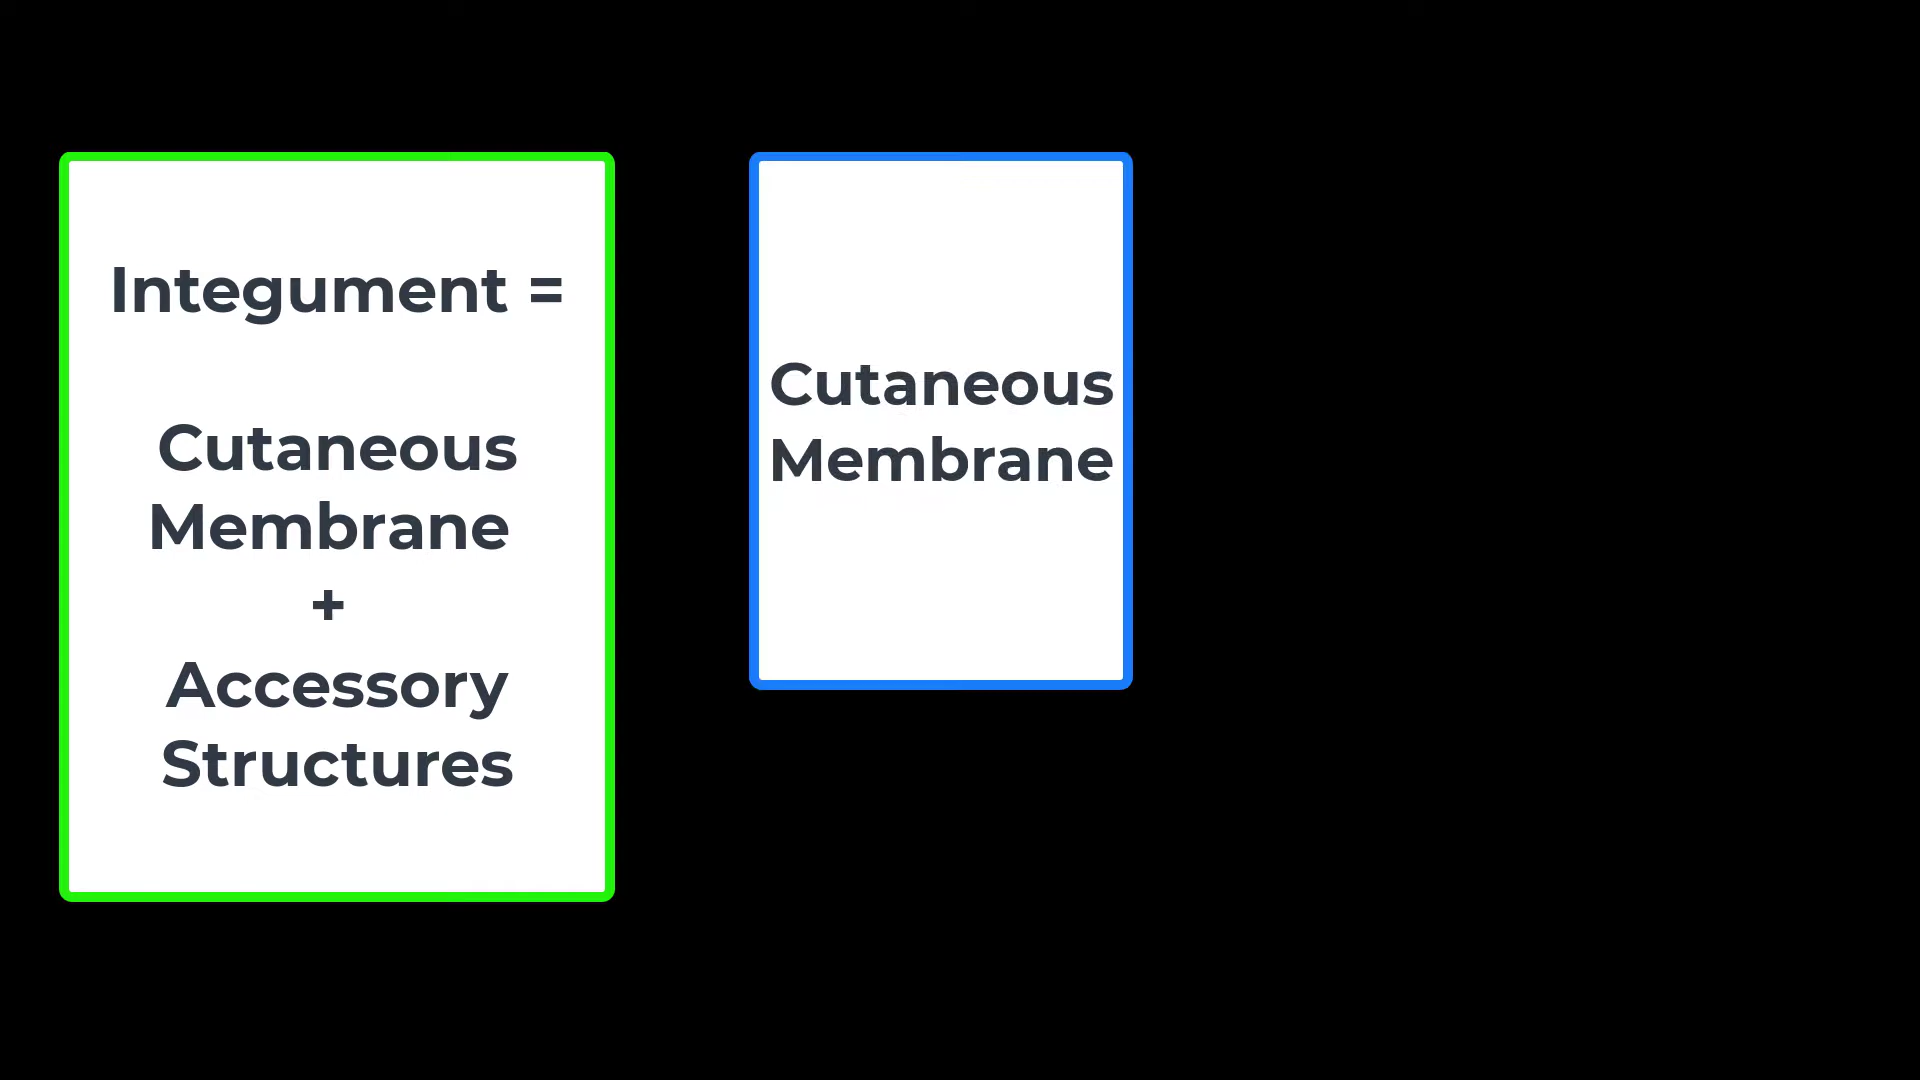 Integument =
Cutaneous
Membrane
+
Accessory
Structures
Cutaneous
Membrane